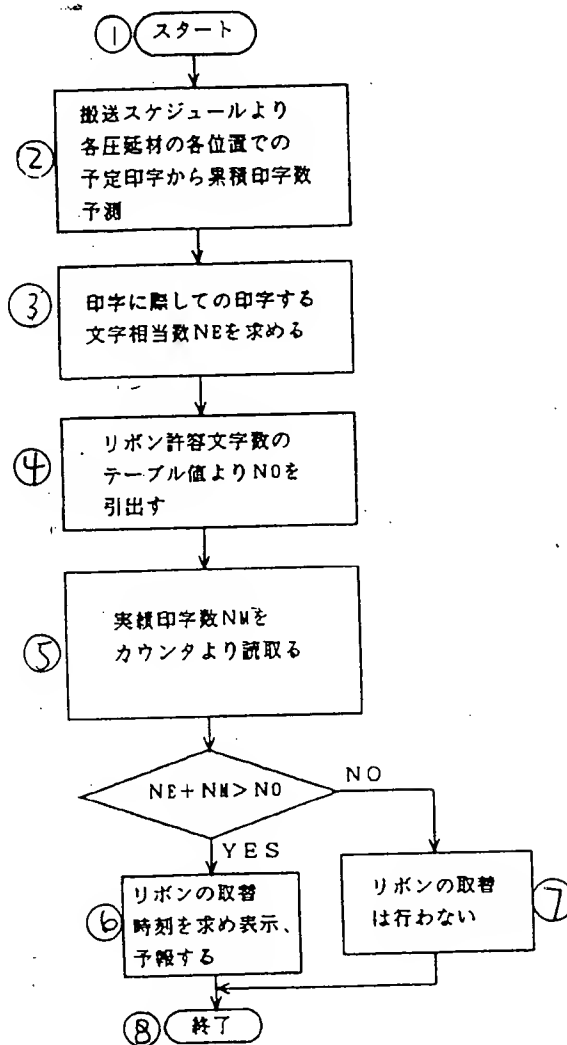 ① スタート
搬送スケジュールより
各圧延材の各位置での
② 予定印字から累積印字数
予測
③ 印字に際しての印字する
文字相当数NEを求める
リボン許容文字数の
④ テーブル値よりN0を
引出す
実績印字数NMを
⑤ カウンタより読取る
NE+NM>N0
NO
YES
リボンの取替
⑥ 時刻を求め表示、
予報する
リボンの取替
は行わない ⑦
⑧ 終了